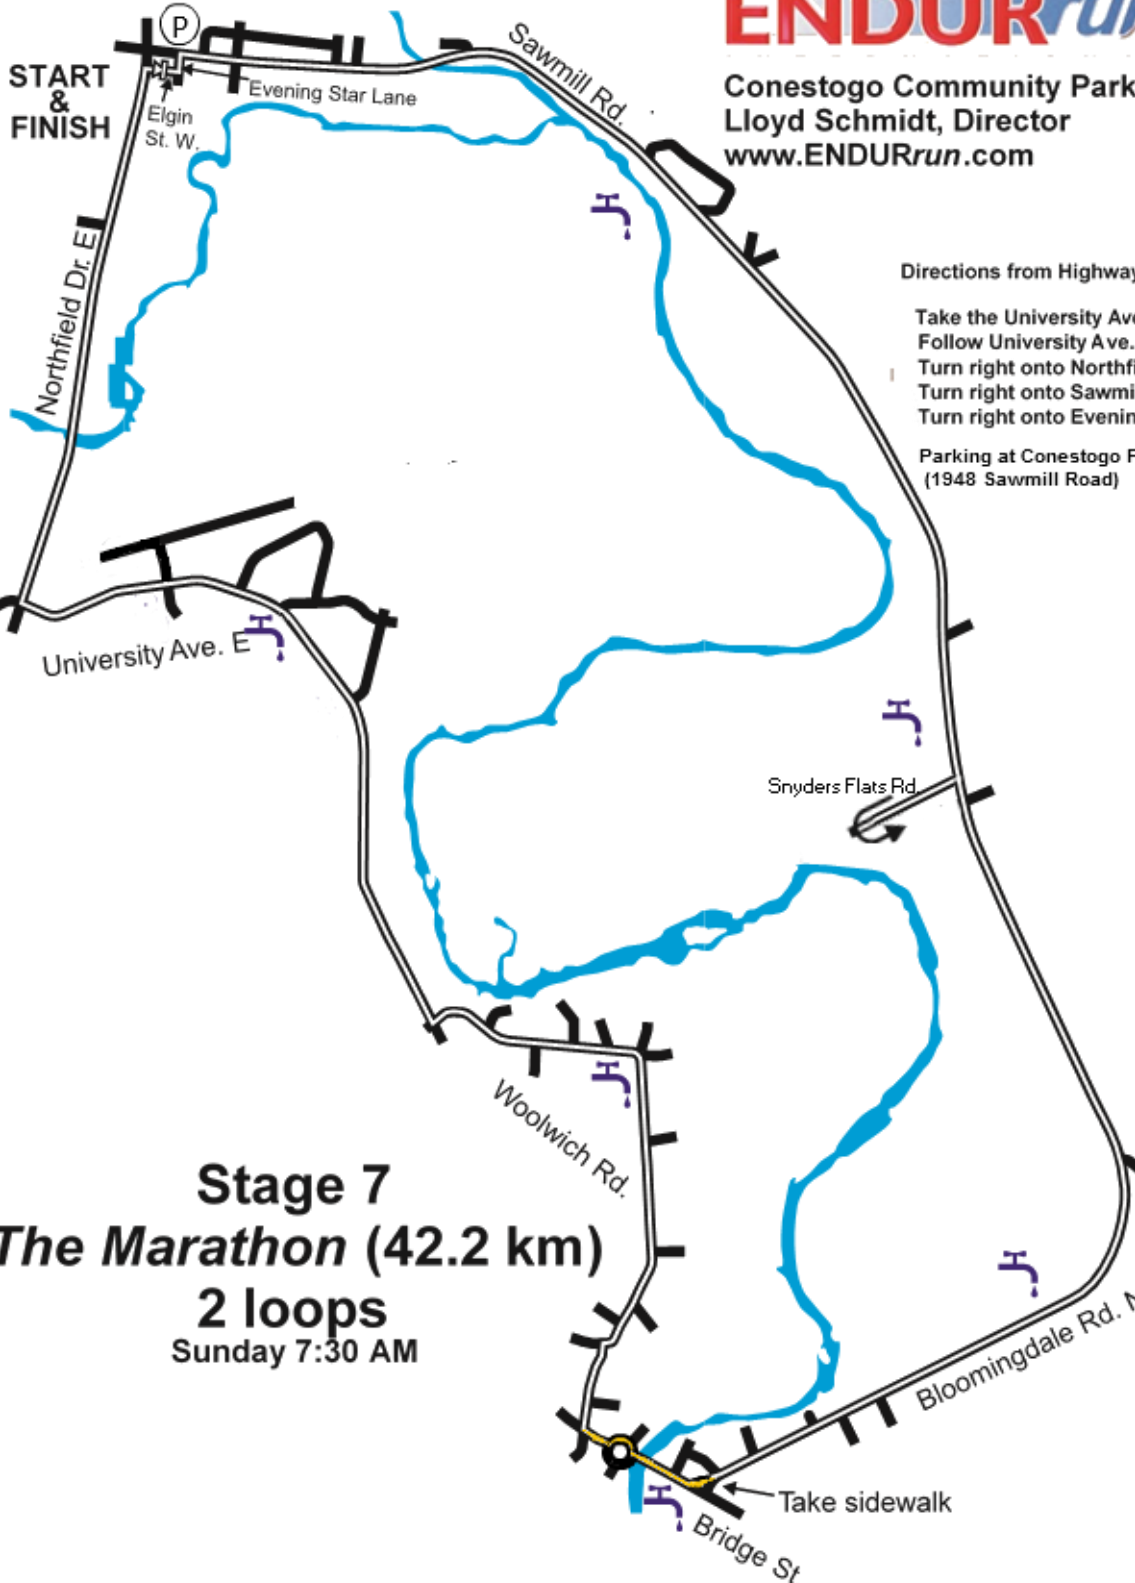 ENDURrun
P
START
&
FINISH
Evening Star Lane
Elgin
St. W.
Sawmill Rd.
Conestogo Community Park
Lloyd Schmidt, Director
www.ENDURrun.com
Northfield Dr. E
Directions from Highway
Take the University Ave
Follow University Ave.
Turn right onto Northfi
Turn right onto Sawmi
Turn right onto Evenin
Parking at Conestogo P
(1948 Sawmill Road)
University Ave. E
Snyders Flats Rd.
Woolwich Rd.
Stage 7
The Marathon (42.2 km)
2 loops
Sunday 7:30 AM
Bloomingdale Rd. N
Take sidewalk
Bridge St